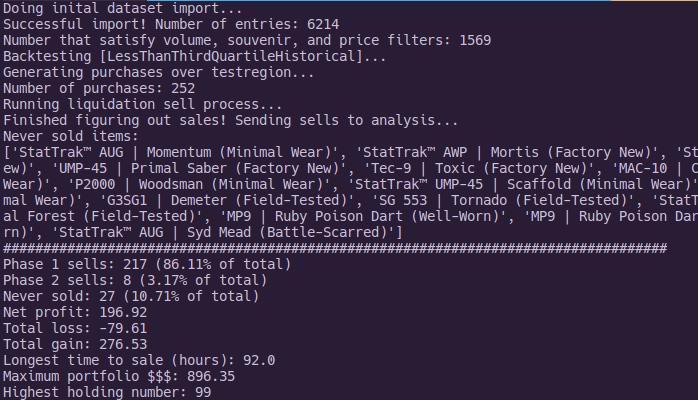 Doing inital dataset import...
Successful import! Number of entries: 6214
Number that satisfy volume, souvenir, and price filters: 1569
Backtesting [LessThanThirdQuartileHistorical]...
Generating purchases over testregion...
Number of purchases: 252
Running liquidation sell process...
Finished figuring out sales! Sending sells to analysis...
Never sold items:
['StatTrak™ AUG | Momentum (Minimal Wear)', 'StatTrak™ AWP | Mortis (Factory New)', 'St
ew)', 'UMP-45 | Primal Saber (Factory New)', 'Tec-9 | Toxic (Factory New)', 'MAC-10 | C
Wear)', 'P2000 | Woodsman (Minimal Wear)', 'StatTrak™ UMP-45 | Scaffold (Minimal Wear)'
mal Wear)', 'G3SG1 | Demeter (Field-Tested)', 'SG 553 | Tornado (Field-Tested)', 'StatT
al Forest (Field-Tested)', 'MP9 | Ruby Poison Dart (Well-Worn)', 'MP9 | Ruby Poison Dar
rn)', 'StatTrak™ AUG | Syd Mead (Battle-Scarred)']
###################################################################################
Phase 1 sells: 217 (86.11% of total)
Phase 2 sells: 8 (3.17% of total)
Never sold: 27 (10.71% of total)
Net profit: 196.92
Total loss: -79.61
Total gain: 276.53
Longest time to sale (hours): 92.0
Maximum portfolio $$$: 896.35
Highest holding number: 99